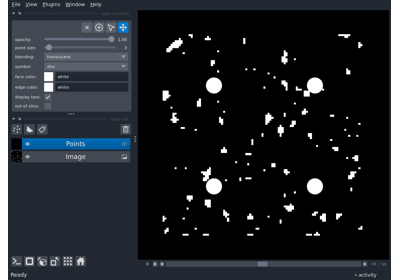 File View Plugins Window Help
opacity: 1.00
point size: 3
blending: translucent
symbol: disc
face color: white
edge color: white
display text: ✓
out of slice:
Points
Image
0
Ready
activity